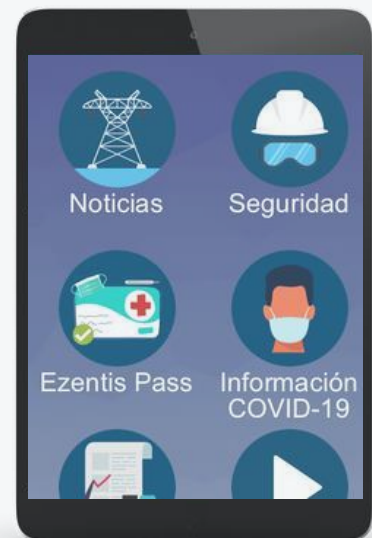 Noticias
Seguridad
Ezentis Pass
Información
COVID-19